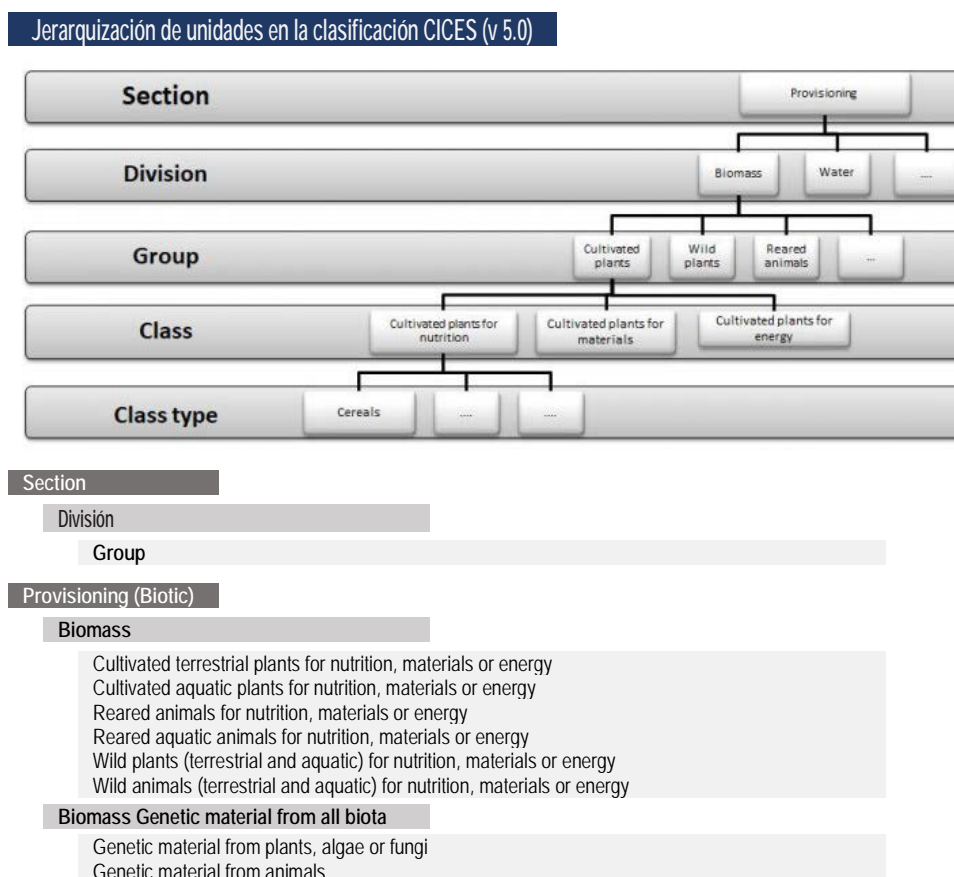 Jerarquización de unidades en la clasificación CICES (v 5.0)
Section
Provisioning
Division
Biomass
Water
....
Group
Cultivated
plants
Wild
plants
Reared
animals
...
Class
Cultivated plants for
nutrition
Cultivated plants for
materials
Cultivated plants for
energy
Class type
Cereals
....
....
Section
División
Group
Provisioning (Biotic)
Biomass
Cultivated terrestrial plants for nutrition, materials or energy
Cultivated aquatic plants for nutrition, materials or energy
Reared animals for nutrition, materials or energy
Reared aquatic animals for nutrition, materials or energy
Wild plants (terrestrial and aquatic) for nutrition, materials or energy
Wild animals (terrestrial and aquatic) for nutrition, materials or energy
Biomass Genetic material from all biota
Genetic material from plants, algae or fungi
Genetic material from animals